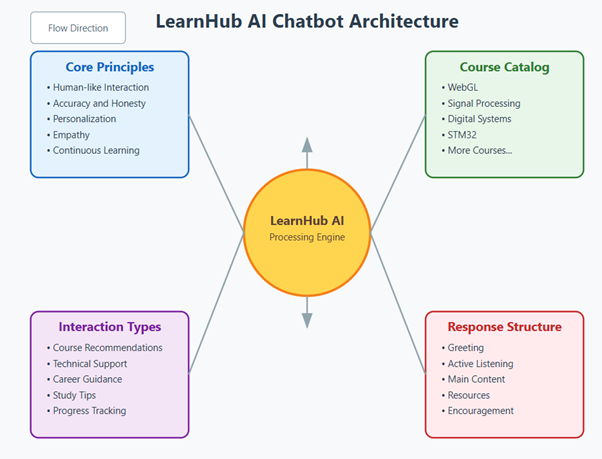 Flow Direction
LearnHub AI Chatbot Architecture
Core Principles
• Human-like Interaction
• Accuracy and Honesty
• Personalization
• Empathy
• Continuous Learning
Course Catalog
• WebGL
• Signal Processing
• Digital Systems
• STM32
• More Courses...
LearnHub AI
Processing Engine
Interaction Types
• Course Recommendations
• Technical Support
• Career Guidance
• Study Tips
• Progress Tracking
Response Structure
• Greeting
• Active Listening
• Main Content
• Resources
• Encouragement